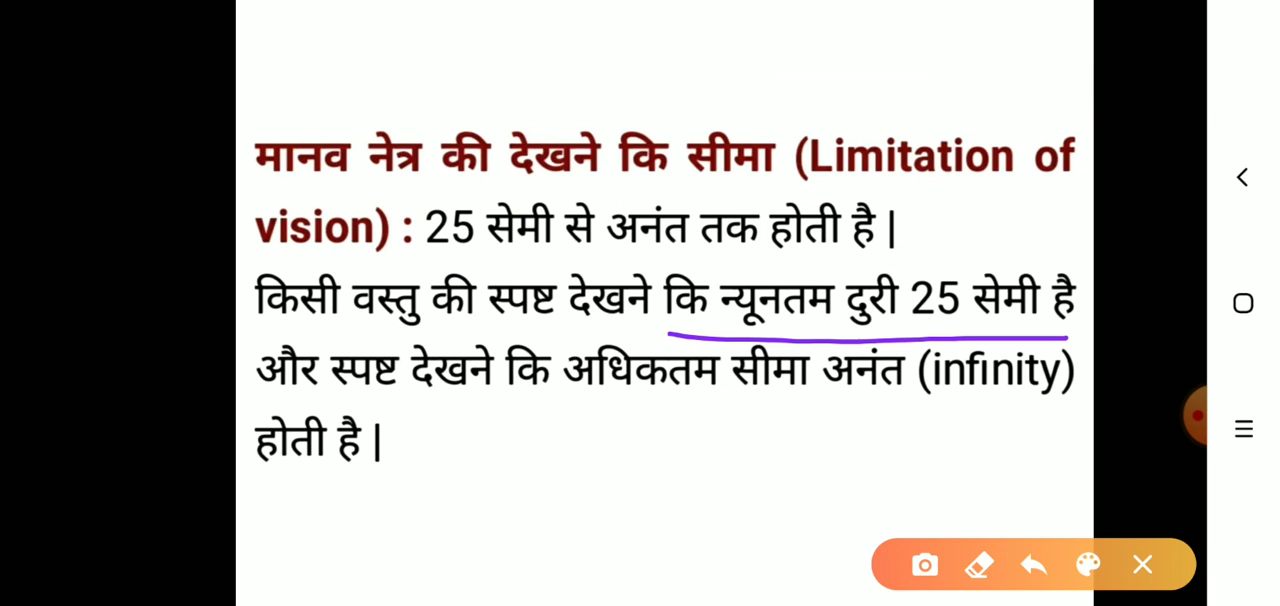 मानव नेत्र की देखने कि सीमा (Limitation of
vision) : 25 सेमी से अनंत तक होती है |
किसी वस्तु की स्पष्ट देखने कि न्यूनतम दुरी 25 सेमी है
और स्पष्ट देखने कि अधिकतम सीमा अनंत (infinity)
होती है |